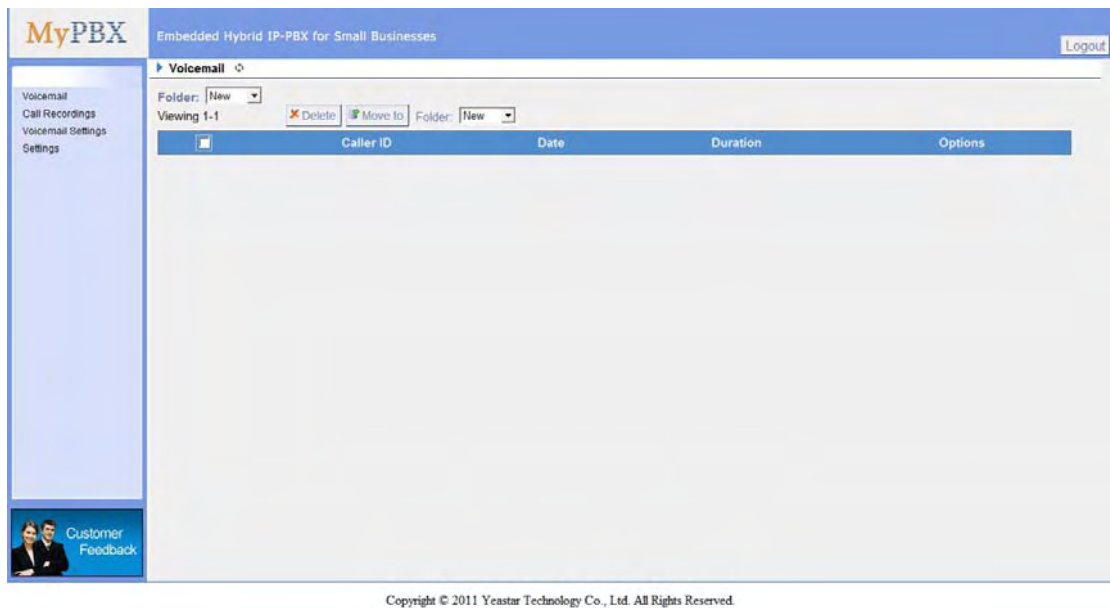 MyPBX
Embedded Hybrid IP-PBX for Small Businesses
Logout
Voicemail
Call Recordings
Voicemail Settings
Settings
Voicemail
Folder: New
Viewing 1-1 Delete Move to Folder: New
Caller ID Date Duration Options
Customer
Feedback
Copyright © 2011 Yeastar Technology Co., Ltd. All Rights Reserved.